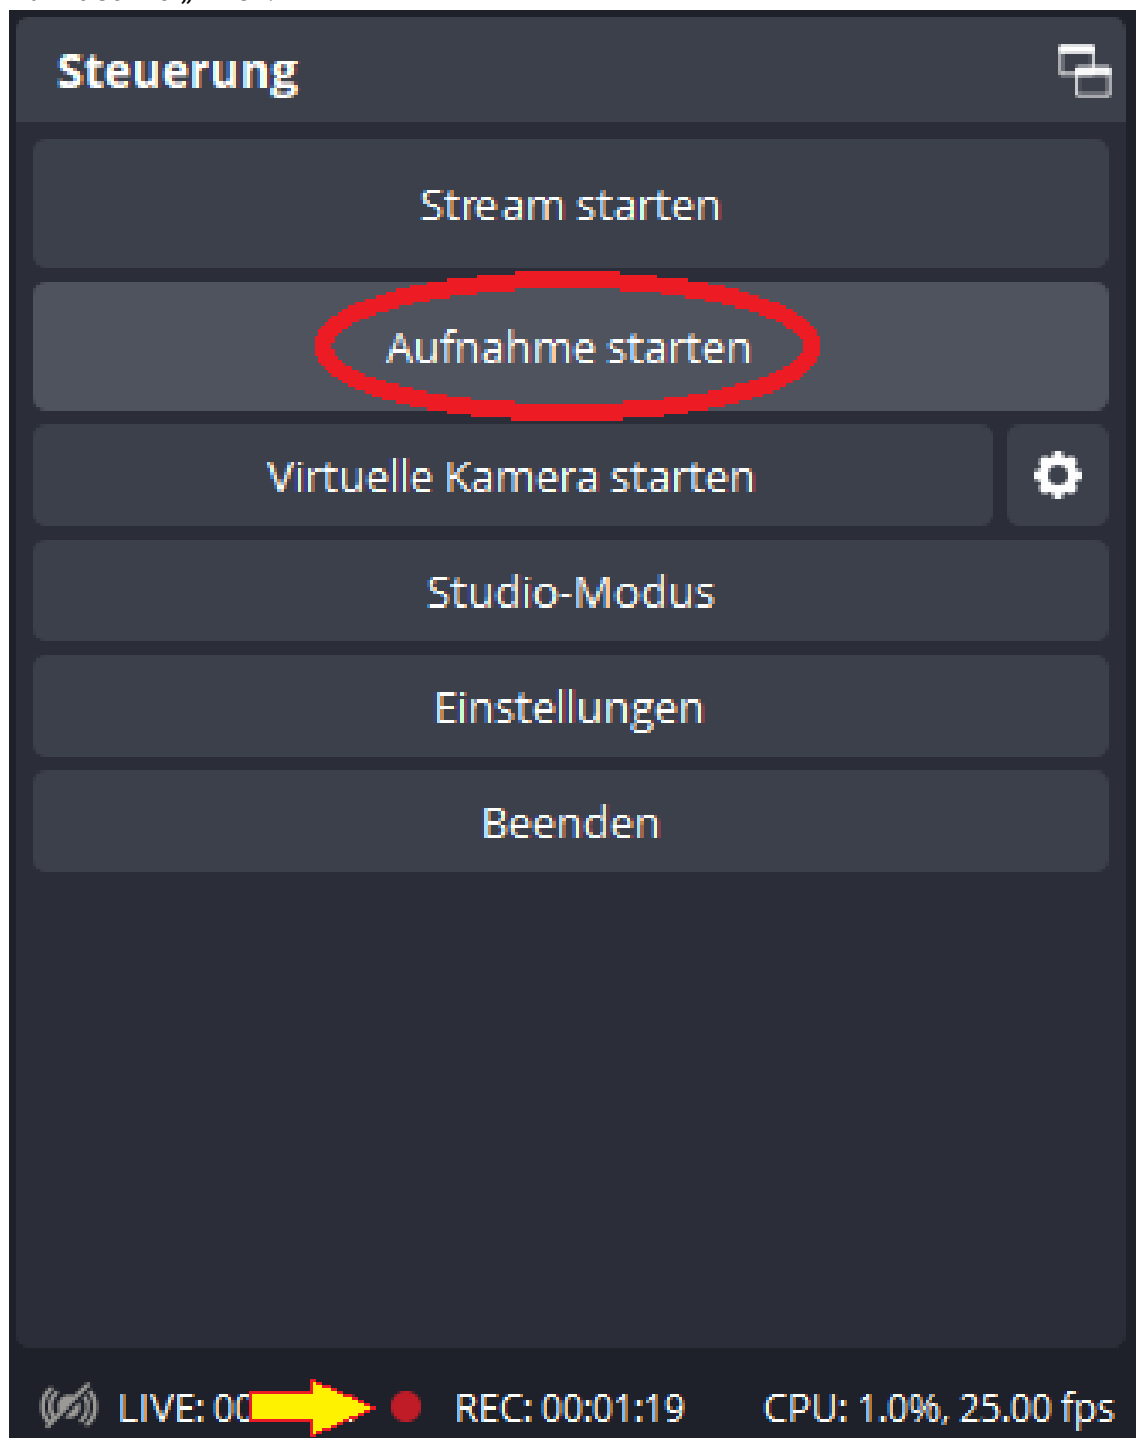 Steuerung
Stream starten
Aufnahme starten
Virtuelle Kamera starten
Studio-Modus
Einstellungen
Beenden
LIVE: 00 REC: 00:01:19 CPU: 1.0%, 25.00 fps